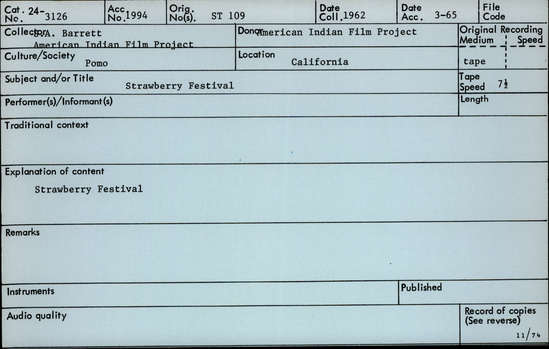 Cat. 24- No. 3126 Acc. No. 1994 Orig. No(s). ST 109 Date Coll. 1962 Date Acc. 3-65 File Code
Collector S.A. Barrett American Indian Film Project Donor American Indian Film Project Original Recording Medium Speed
Culture/Society Pomo Location California tape
Subject and/or Title Strawberry Festival Tape Speed 7½
Performer(s)/Informant(s) Length
Traditional context
Explanation of content
Strawberry Festival
Remarks
Instruments Published
Audio quality Record of copies
(See reverse)
11/74